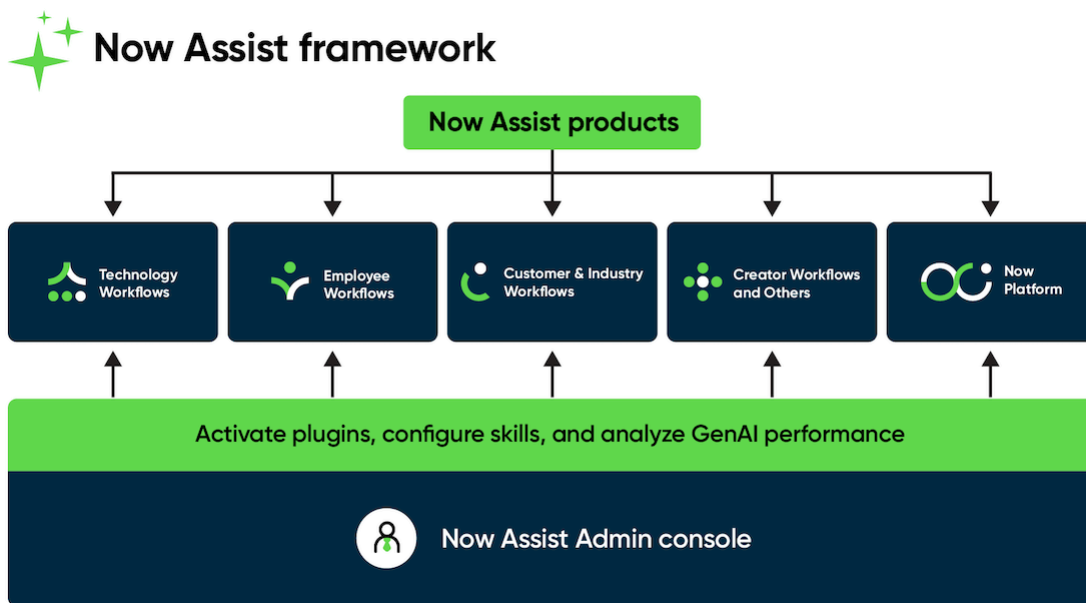 Now Assist framework
Now Assist products
Technology
Workflows
Employee
Workflows
Customer & Industry
Workflows
Creator Workflows
and Others
Now
Platform
Activate plugins, configure skills, and analyze GenAI performance
Now Assist Admin console